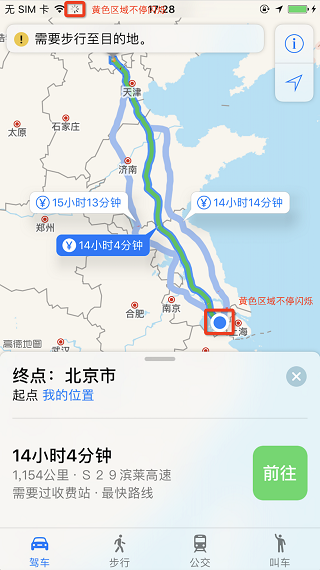 无 SIM 卡
黄色区域不停闪烁
17:28
需要步行至目的地。
天津
石家庄
太原
济南
15小时13分钟
14小时14分钟
郑州
14小时4分钟
黄色区域不停闪烁
南京
合肥
上海
高德地图
武汉
终点：北京市
起点 我的位置
14小时4分钟
1,154公里 · S 2 9 滨莱高速
需要过收费站 · 最快路线
前往
驾车
步行
公交
叫车